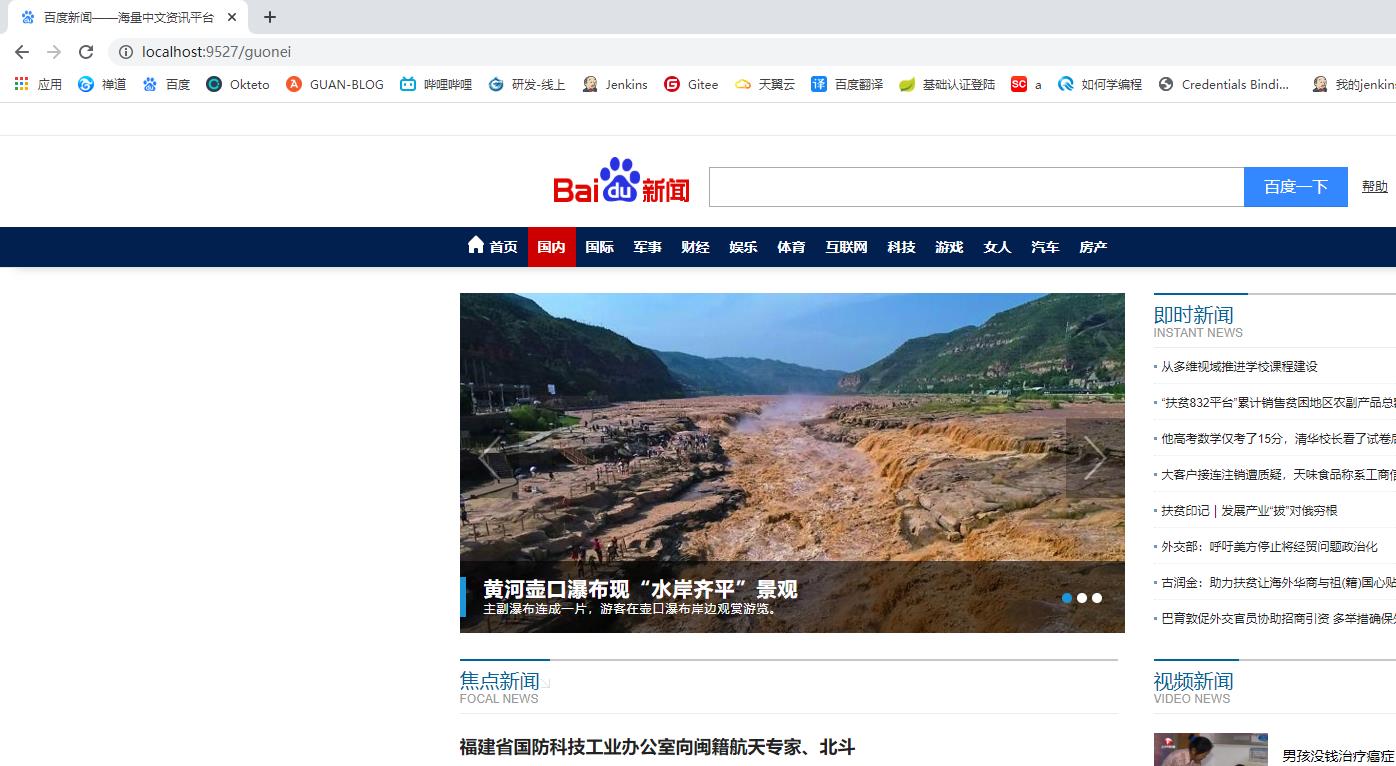 百度新闻——海量中文资讯平台
localhost:9527/guonei
应用 禅道 百度 Okteto GUAN-BLOG 哔哩哔哩 研发-线上 Jenkins Gitee 天翼云 译 百度翻译 基础认证登陆 SC a 如何学编程 Credentials Bindi... 我的jenkins
Bai du 新闻
百度一下 帮助
首页 国内 国际 军事 财经 娱乐 体育 互联网 科技 游戏 女人 汽车 房产
黄河壶口瀑布现“水岸齐平”景观
主副瀑布连成一片，游客在壶口瀑布岸边观赏游览。
即时新闻
INSTANT NEWS
从多维视域推进学校课程建设
“扶贫832平台”累计销售贫困地区农副产品总
他高考数学仅考了15分，清华校长看了试卷
大客户接连注销遭质疑，天味食品称系工商
扶贫印记 | 发展产业“拔”对俄穷根
外交部：呼吁美方停止将经贸问题政治化
古润金：助力扶贫让海外华商与祖(籍)国心贴
巴育敦促外交官员协助招商引资 多举措确保
焦点新闻
FOCAL NEWS
福建省国防科技工业办公室向闽籍航天专家、北斗
视频新闻
VIDEO NEWS
男孩没钱治疗癌症